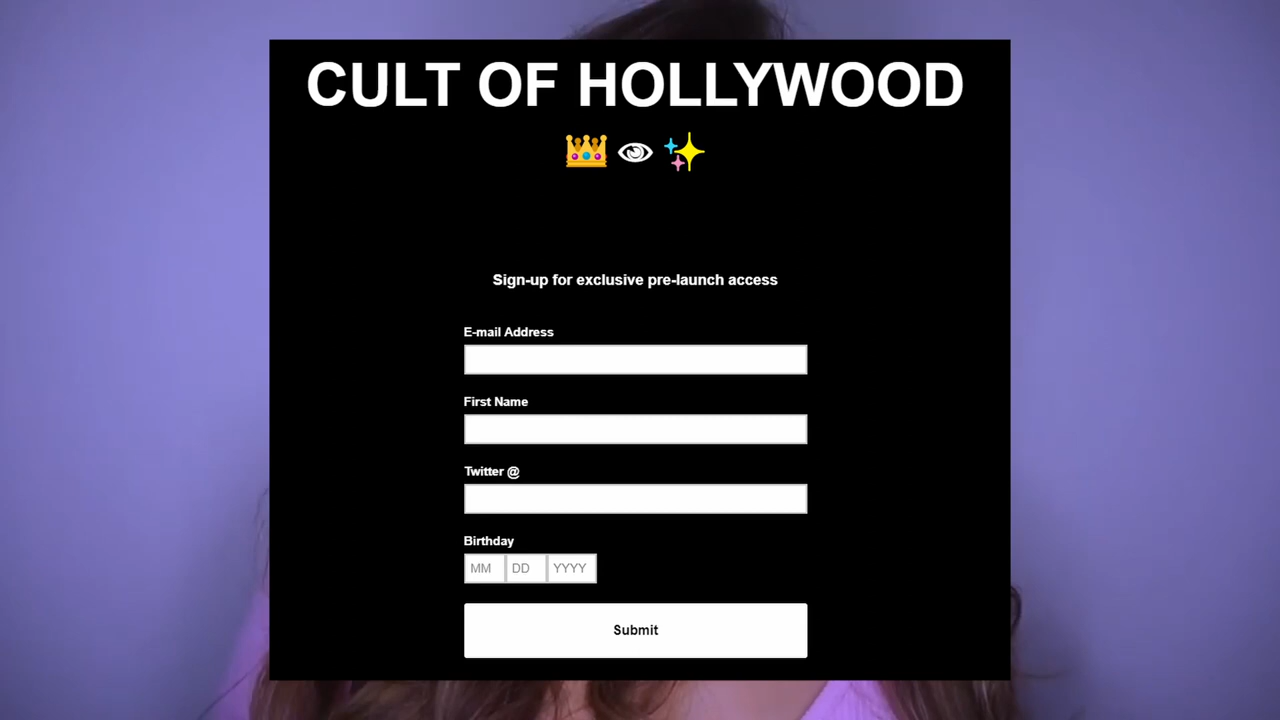 CULT OF HOLLYWOOD
Sign-up for exclusive pre-launch access
E-mail Address
First Name
Twitter @
Birthday
MM DD YYYY
Submit